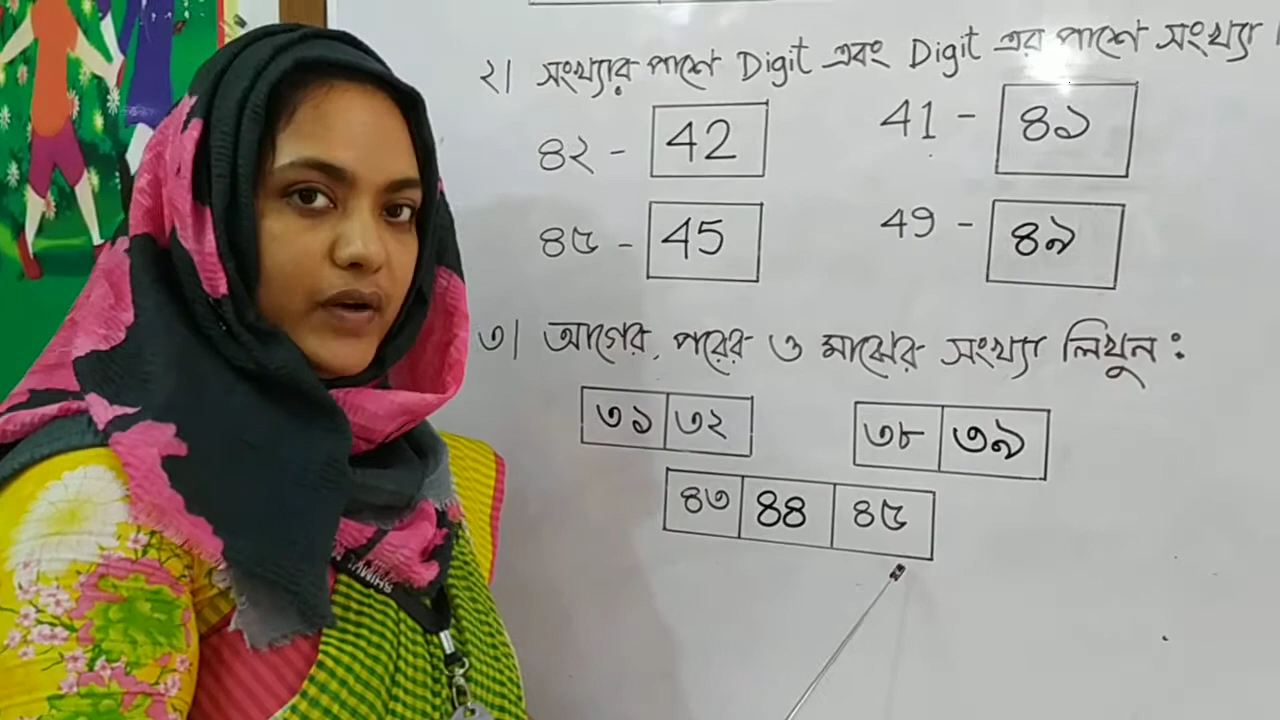 ২। সংখ্যার পাশে Digit এবং Digit এর পাশে সংখ্যা।
৪২ - 42 41 - ৪১
৪৫ - 45 49 - ৪৯
৩। আগের, পরের ও মাঝের সংখ্যা লিখুন:
৩১ ৩২ ৩৮ ৩৯
৪৩ ৪৪ ৪৫